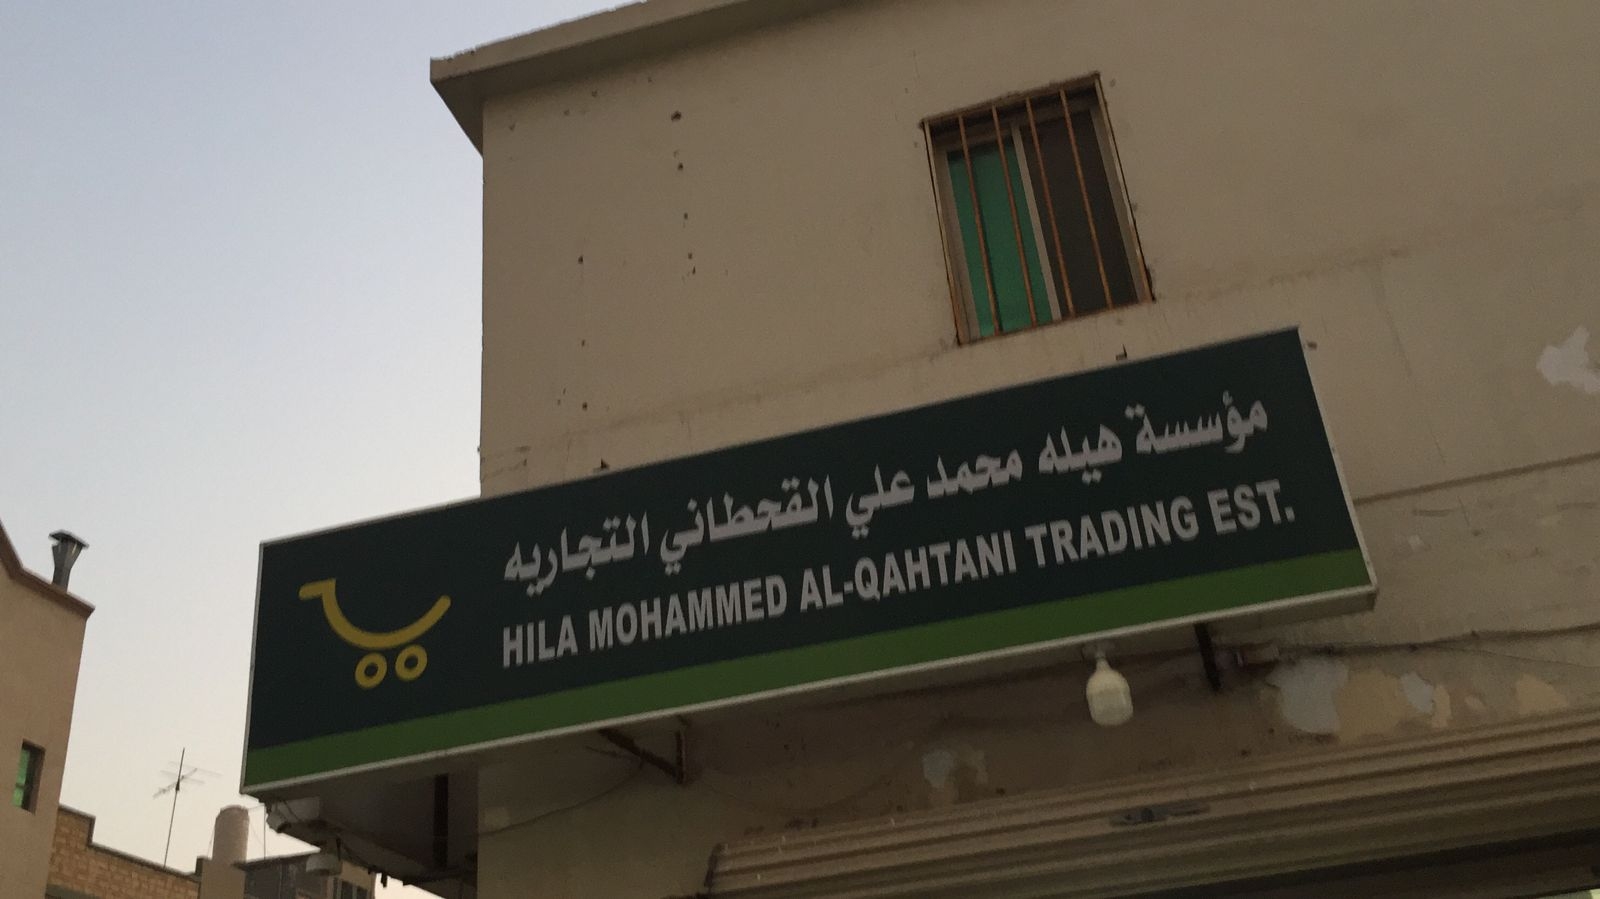 مؤسسة هيله محمد علي القحطاني التجاريه
HILA MOHAMMED AL-QAHTANI TRADING EST.